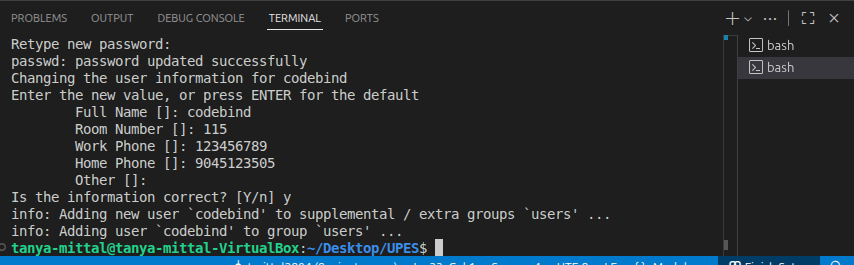 PROBLEMS OUTPUT DEBUG CONSOLE TERMINAL PORTS
Retype new password:
passwd: password updated successfully
Changing the user information for codebind
Enter the new value, or press ENTER for the default
Full Name []: codebind
Room Number []: 115
Work Phone []: 123456789
Home Phone []: 9045123505
Other []:
Is the information correct? [Y/n] y
info: Adding new user `codebind' to supplemental / extra groups `users' ...
info: Adding user `codebind' to group `users' ...
tanya-mittal@tanya-mittal-VirtualBox:~/Desktop/UPES$
bash
bash